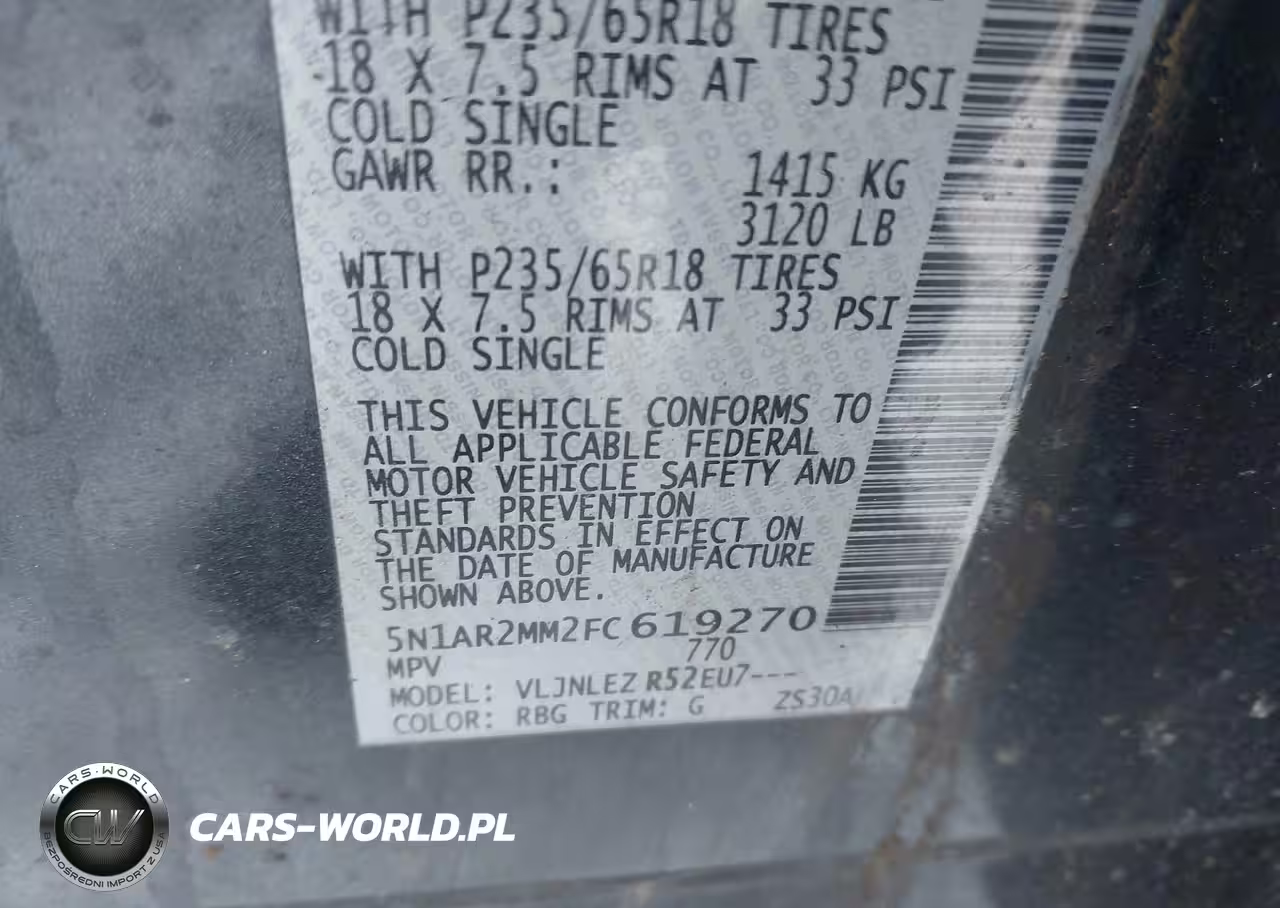 WITH P235/65R18 TIRES
18 X 7.5 RIMS AT 33 PSI
COLD SINGLE
GAWR RR.: 1415 KG
3120 LB
WITH P235/65R18 TIRES
18 X 7.5 RIMS AT 33 PSI
COLD SINGLE
THIS VEHICLE CONFORMS TO
ALL APPLICABLE FEDERAL
MOTOR VEHICLE SAFETY AND
THEFT PREVENTION
STANDARDS IN EFFECT ON
THE DATE OF MANUFACTURE
SHOWN ABOVE.
5N1AR2MM2FC 619270
MPV 770
MODEL: VLJNLEZ R52EU7---
COLOR: RBG TRIM: G ZS30A
CARS-WORLD
CW
BEZPOŚREDNI IMPORT Z USA
CARS-WORLD.PL